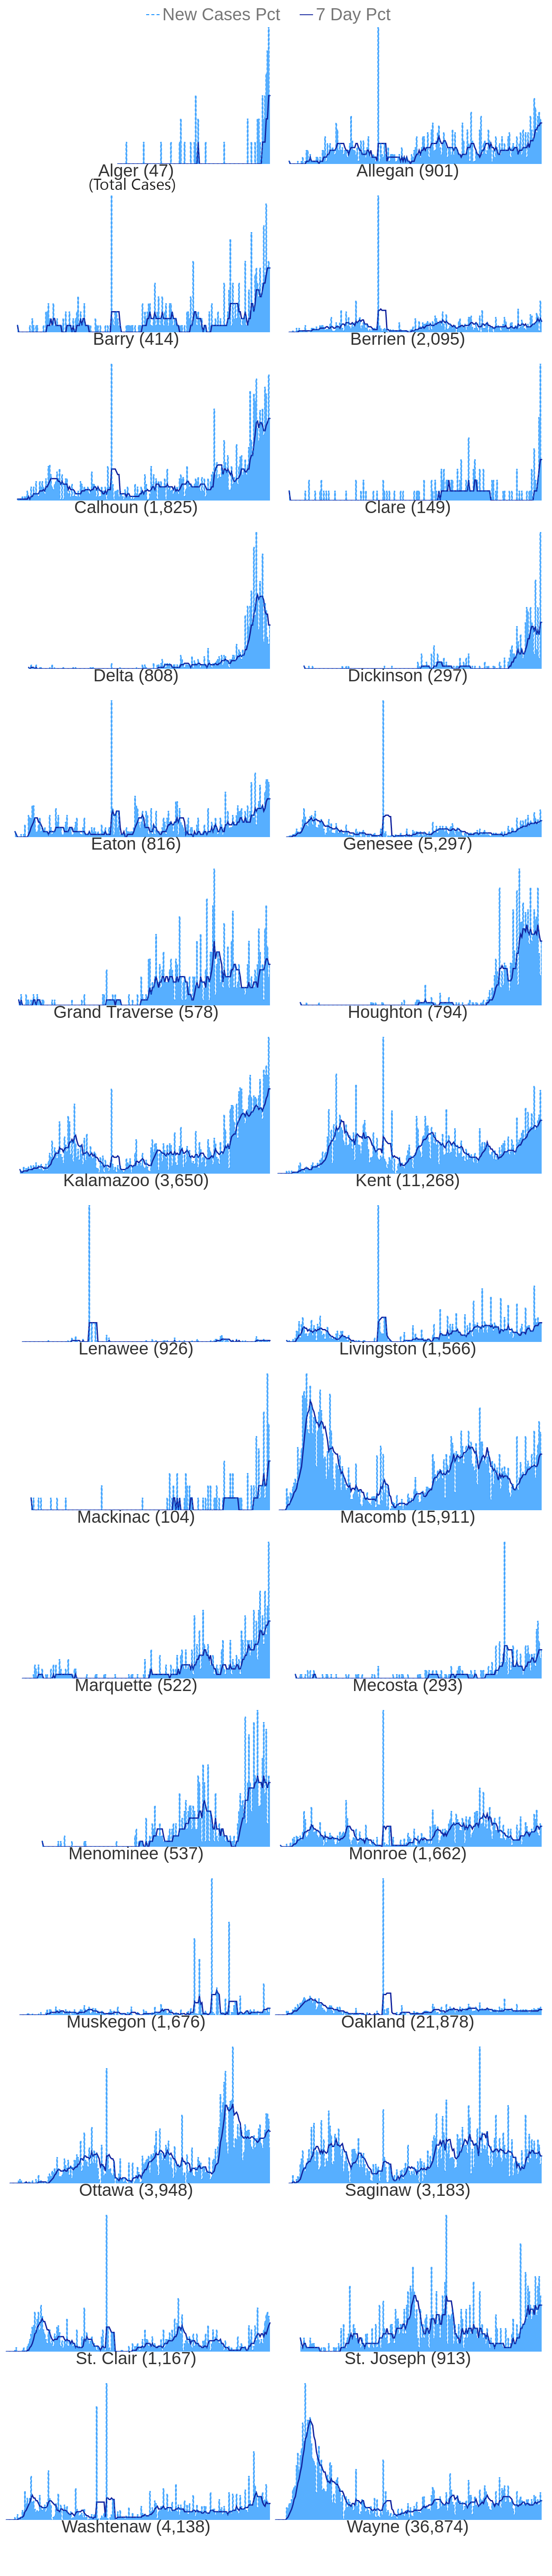 New Cases Pct 7 Day Pct
Alger (47)
(Total Cases)
Allegan (901)
Barry (414)
Berrien (2,095)
Calhoun (1,825)
Clare (149)
Delta (808)
Dickinson (297)
Eaton (816)
Genesee (5,297)
Grand Traverse (578)
Houghton (794)
Kalamazoo (3,650)
Kent (11,268)
Lenawee (926)
Livingston (1,566)
Mackinac (104)
Macomb (15,911)
Marquette (522)
Mecosta (293)
Menominee (537)
Monroe (1,662)
Muskegon (1,676)
Oakland (21,878)
Ottawa (3,948)
Saginaw (3,183)
St. Clair (1,167)
St. Joseph (913)
Washtenaw (4,138)
Wayne (36,874)